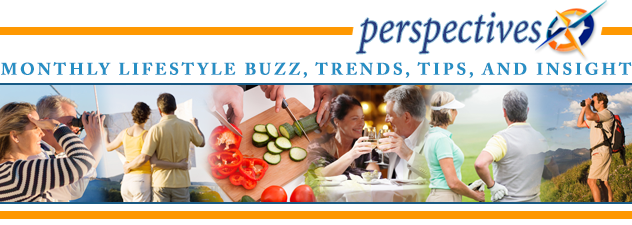 perspectives
MONTHLY LIFESTYLE BUZZ, TRENDS, TIPS, AND INSIGHT